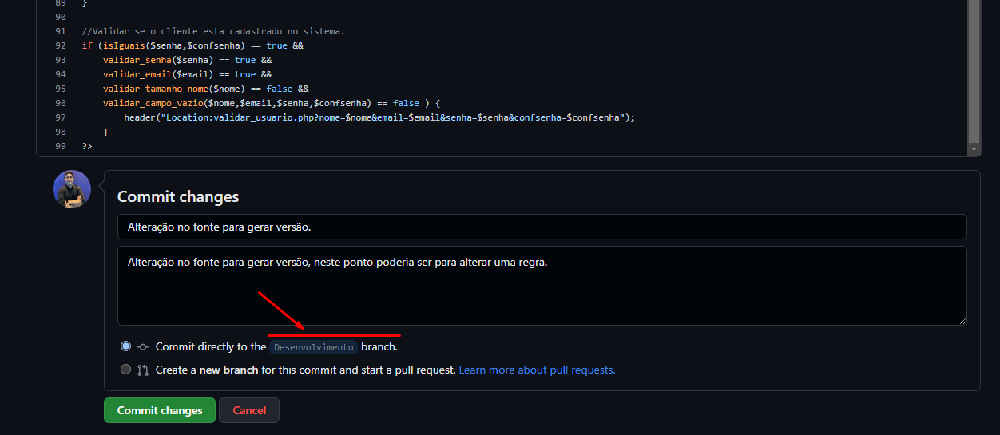 89 }
90
91 //Validar se o cliente esta cadastrado no sistema.
92 if (isIguais($senha,$confsenha) == true &&
93 validar_senha($senha) == true &&
94 validar_email($email) == true &&
95 validar_tamanho_nome($nome) == false &&
96 validar_campo_vazio($nome,$email,$senha,$confsenha) == false ) {
97 header("Location:validar_usuario.php?nome=$nome&email=$email&senha=$senha&confsenha=$confsenha");
98 }
99 ?>
Commit changes
Alteração no fonte para gerar versão.
Alteração no fonte para gerar versão, neste ponto poderia ser para alterar uma regra.
Commit directly to the Desenvolvimento branch.
Create a new branch for this commit and start a pull request. Learn more about pull requests.
Commit changes Cancel